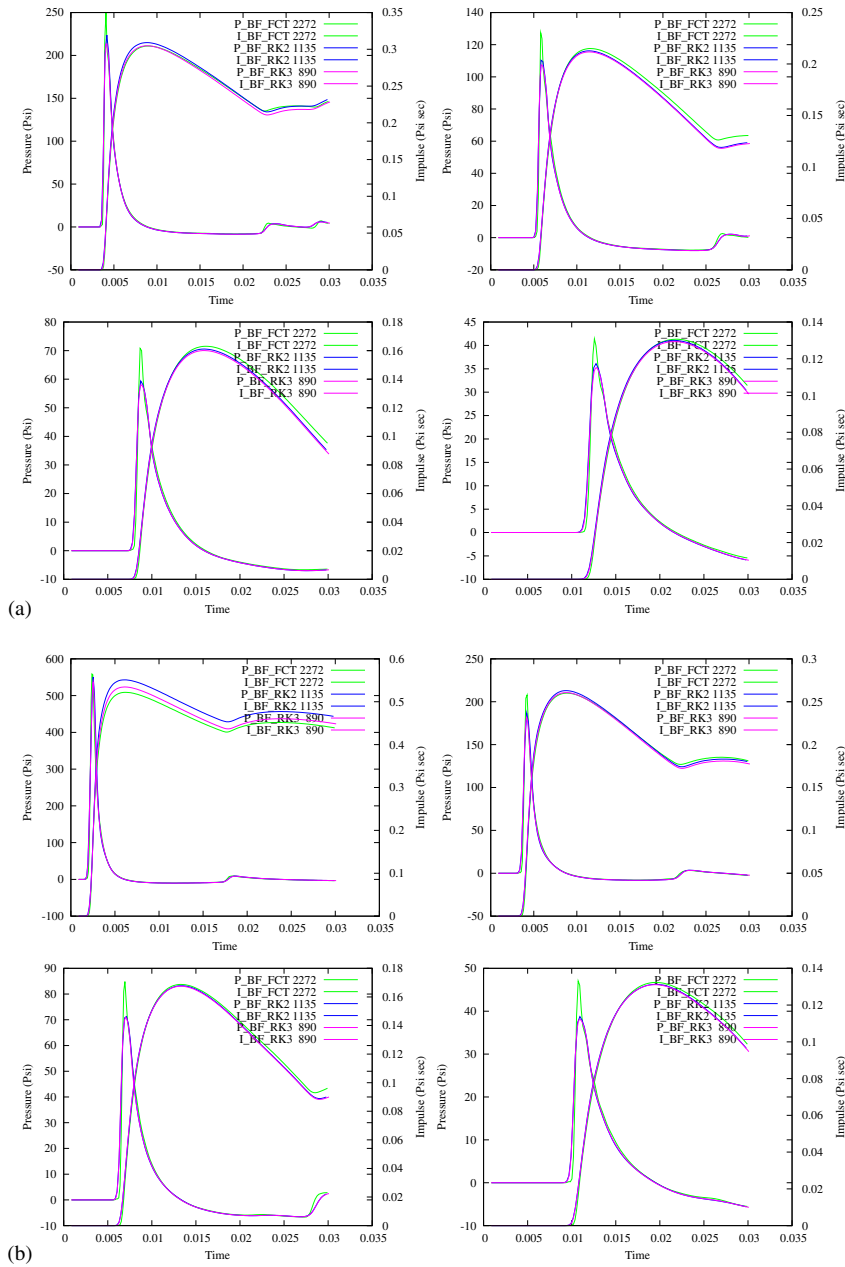 P_BF_FCT 2272
I_BF_FCT 2272
P_BF_RK2 1135
I_BF_RK2 1135
P_BF_RK3 890
I_BF_RK3 890
250
200
150
100
50
0
-50
0.35
0.3
0.25
0.2
0.15
0.1
0.05
0
0 0.005 0.01 0.015 0.02 0.025 0.03 0.035
Pressure (Psi)
Impulse (Psi sec)
Time
P_BF_FCT 2272
I_BF_FCT 2272
P_BF_RK2 1135
I_BF_RK2 1135
P_BF_RK3 890
I_BF_RK3 890
140
120
100
80
60
40
20
0
-20
0.25
0.2
0.15
0.1
0.05
0
0 0.005 0.01 0.015 0.02 0.025 0.03 0.035
Pressure (Psi)
Impulse (Psi sec)
Time
P_BF_FCT 2272
I_BF_FCT 2272
P_BF_RK2 1135
I_BF_RK2 1135
P_BF_RK3 890
I_BF_RK3 890
80
70
60
50
40
30
20
10
0
-10
0.18
0.16
0.14
0.12
0.1
0.08
0.06
0.04
0.02
0
0 0.005 0.01 0.015 0.02 0.025 0.03 0.035
Pressure (Psi)
Impulse (Psi sec)
Time
P_BF_FCT 2272
I_BF_FCT 2272
P_BF_RK2 1135
I_BF_RK2 1135
P_BF_RK3 890
I_BF_RK3 890
45
40
35
30
25
20
15
10
5
0
-5
-10
0.14
0.12
0.1
0.08
0.06
0.04
0.02
0
0 0.005 0.01 0.015 0.02 0.025 0.03 0.035
Pressure (Psi)
Impulse (Psi sec)
Time
(a)
P_BF_FCT 2272
I_BF_FCT 2272
P_BF_RK2 1135
I_BF_RK2 1135
P_BF_RK3 890
I_BF_RK3 890
600
500
400
300
200
100
0
-100
0.6
0.5
0.4
0.3
0.2
0.1
0
0 0.005 0.01 0.015 0.02 0.025 0.03 0.035
Pressure (Psi)
Impulse (Psi sec)
Time
P_BF_FCT 2272
I_BF_FCT 2272
P_BF_RK2 1135
I_BF_RK2 1135
P_BF_RK3 890
I_BF_RK3 890
250
200
150
100
50
0
-50
0.3
0.25
0.2
0.15
0.1
0.05
0
0 0.005 0.01 0.015 0.02 0.025 0.03 0.035
Pressure (Psi)
Impulse (Psi sec)
Time
P_BF_FCT 2272
I_BF_FCT 2272
P_BF_RK2 1135
I_BF_RK2 1135
P_BF_RK3 890
I_BF_RK3 890
90
80
70
60
50
40
30
20
10
0
-10
0.18
0.16
0.14
0.12
0.1
0.08
0.06
0.04
0.02
0
0 0.005 0.01 0.015 0.02 0.025 0.03 0.035
Pressure (Psi)
Impulse (Psi sec)
Time
P_BF_FCT 2272
I_BF_FCT 2272
P_BF_RK2 1135
I_BF_RK2 1135
P_BF_RK3 890
I_BF_RK3 890
50
40
30
20
10
0
-10
0.14
0.12
0.1
0.08
0.06
0.04
0.02
0
0 0.005 0.01 0.015 0.02 0.025 0.03 0.035
Pressure (Psi)
Impulse (Psi sec)
Time
(b)